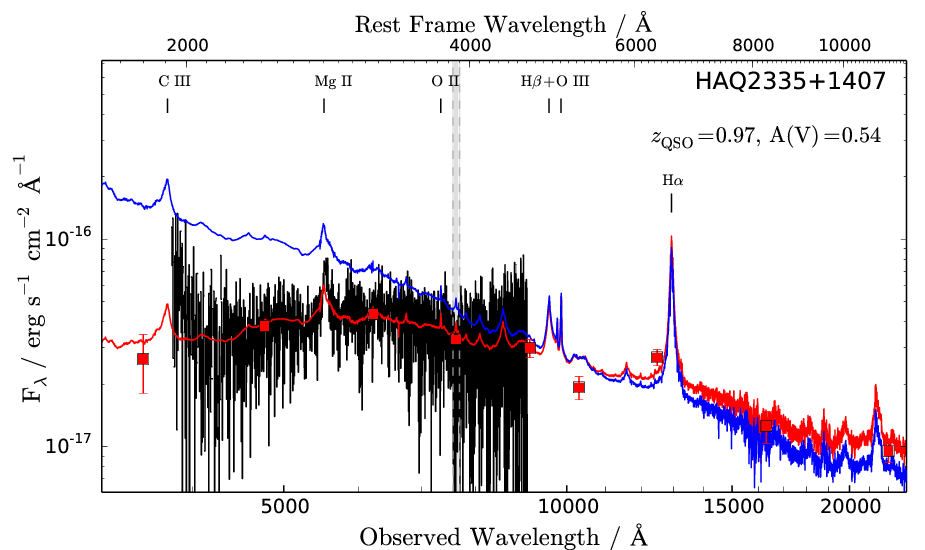 Rest Frame Wavelength / Å
2000 4000 6000 8000 10000
C III Mg II O II Hβ+O III HAQ2335+1407
z_QSO=0.97, A(V)=0.54
Hα
F_λ / erg s^−1 cm^−2 Å^−1
10^-16
10^-17
5000 10000 15000 20000
Observed Wavelength / Å